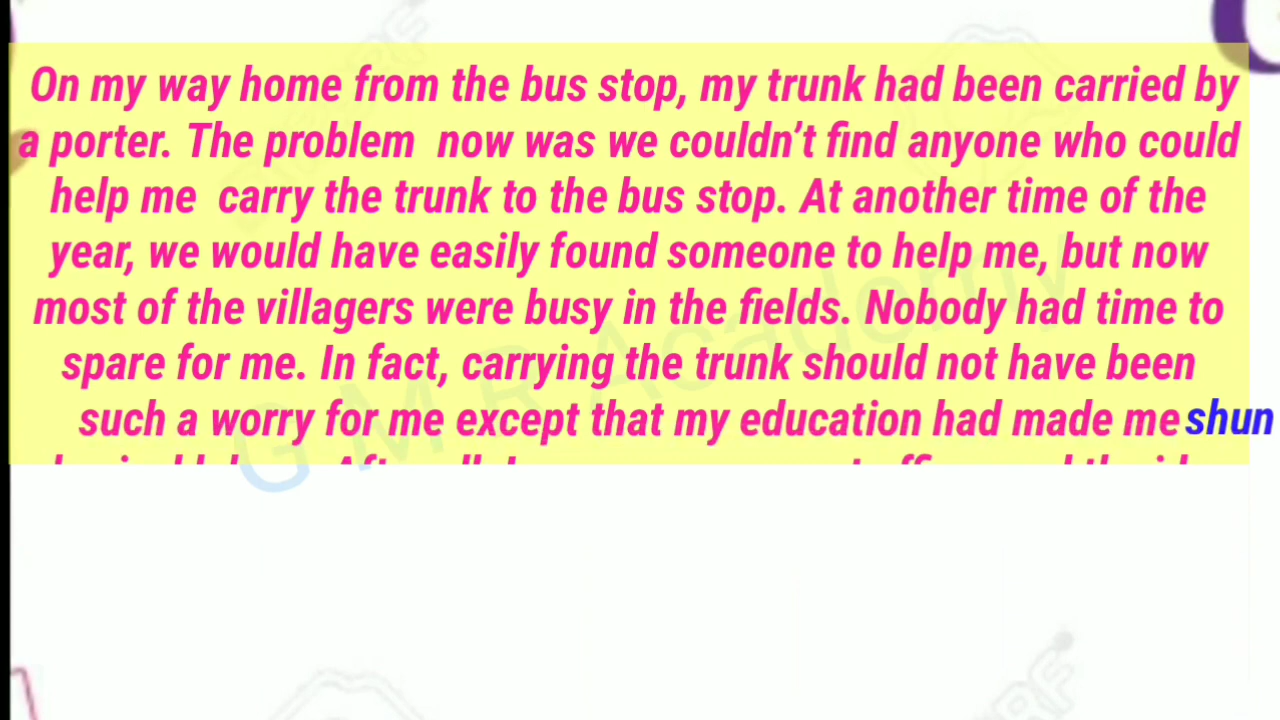 On my way home from the bus stop, my trunk had been carried by
a porter. The problem now was we couldn't find anyone who could
help me carry the trunk to the bus stop. At another time of the
year, we would have easily found someone to help me, but now
most of the villagers were busy in the fields. Nobody had time to
spare for me. In fact, carrying the trunk should not have been
such a worry for me except that my education had made me shun
G M R Academy